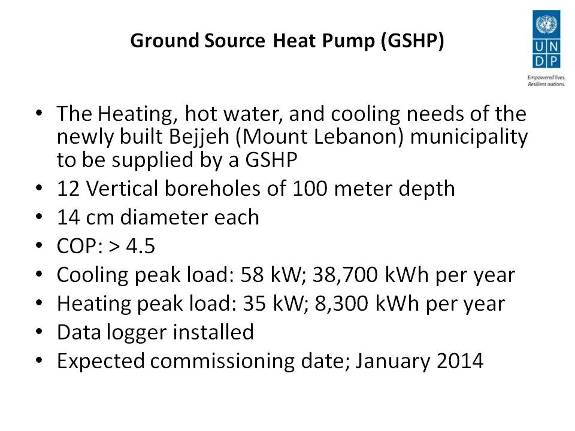 Ground Source Heat Pump (GSHP)
U N
D P
Empowered lives.
Resilient nations.
• The Heating, hot water, and cooling needs of the
newly built Bejjeh (Mount Lebanon) municipality
to be supplied by a GSHP
• 12 Vertical boreholes of 100 meter depth
• 14 cm diameter each
• COP: > 4.5
• Cooling peak load: 58 kW; 38,700 kWh per year
• Heating peak load: 35 kW; 8,300 kWh per year
• Data logger installed
• Expected commissioning date; January 2014